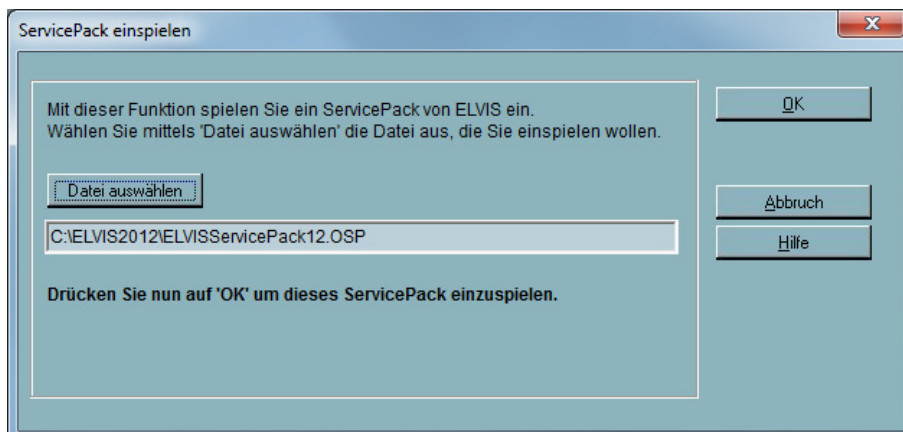 ServicePack einspielen
Mit dieser Funktion spielen Sie ein ServicePack von ELVIS ein.
Wählen Sie mittels 'Datei auswählen' die Datei aus, die Sie einspielen wollen.
Datei auswählen
C:\ELVIS2012\ELVISServicePack12.OSP
Drücken Sie nun auf 'OK' um dieses ServicePack einzuspielen.
OK
Abbruch
Hilfe